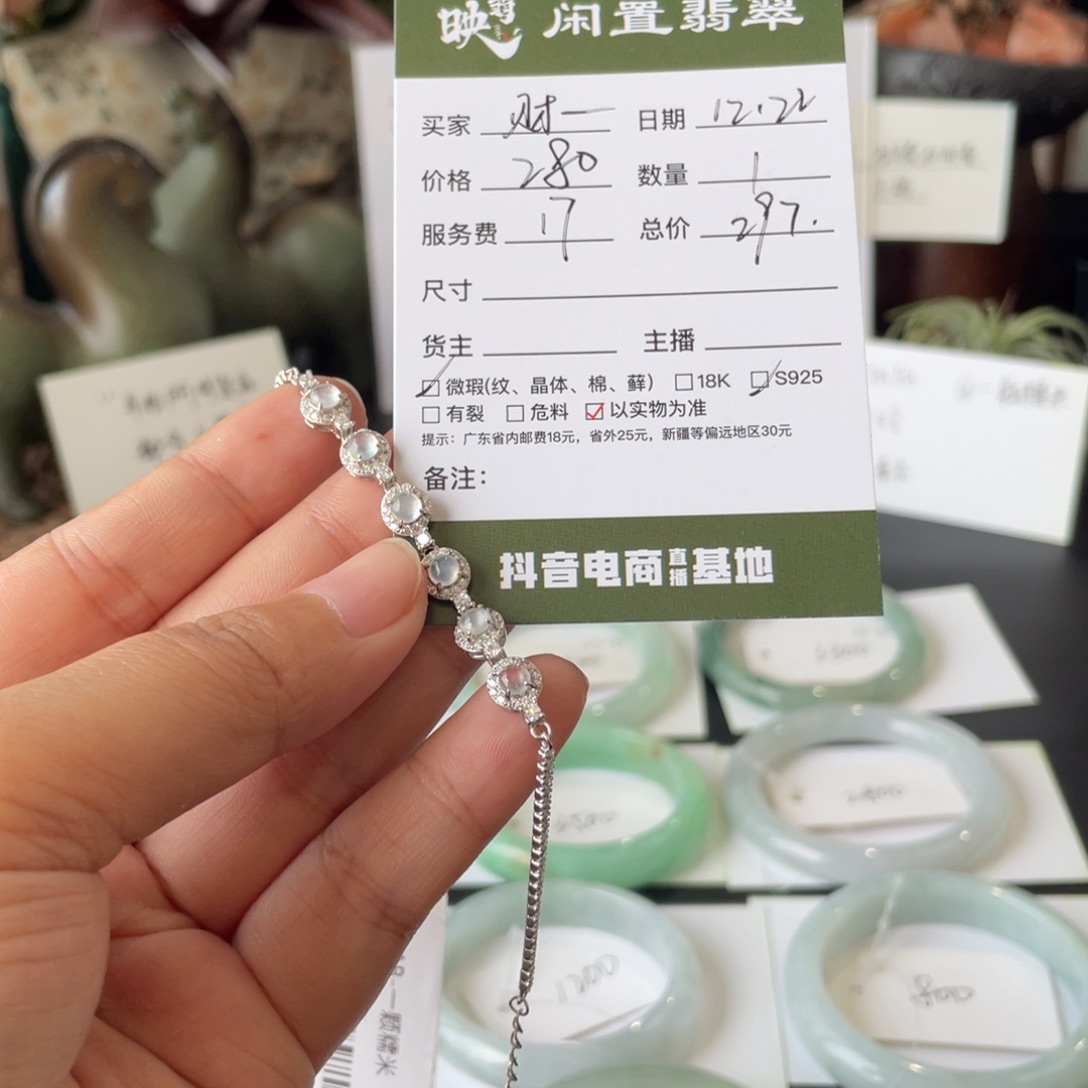 映 闲置翡翠
买家 财一 日期 12.22
价格 280 数量 1
服务费 17 总价 297.
尺寸
货主 主播
☑微瑕(纹、晶体、棉、藓) □18K ☑S925
□有裂 □危料 ☑以实物为准
提示：广东省内邮费18元，省外25元，新疆等偏远地区30元
备注：
抖音电商直播基地
一颗糯米